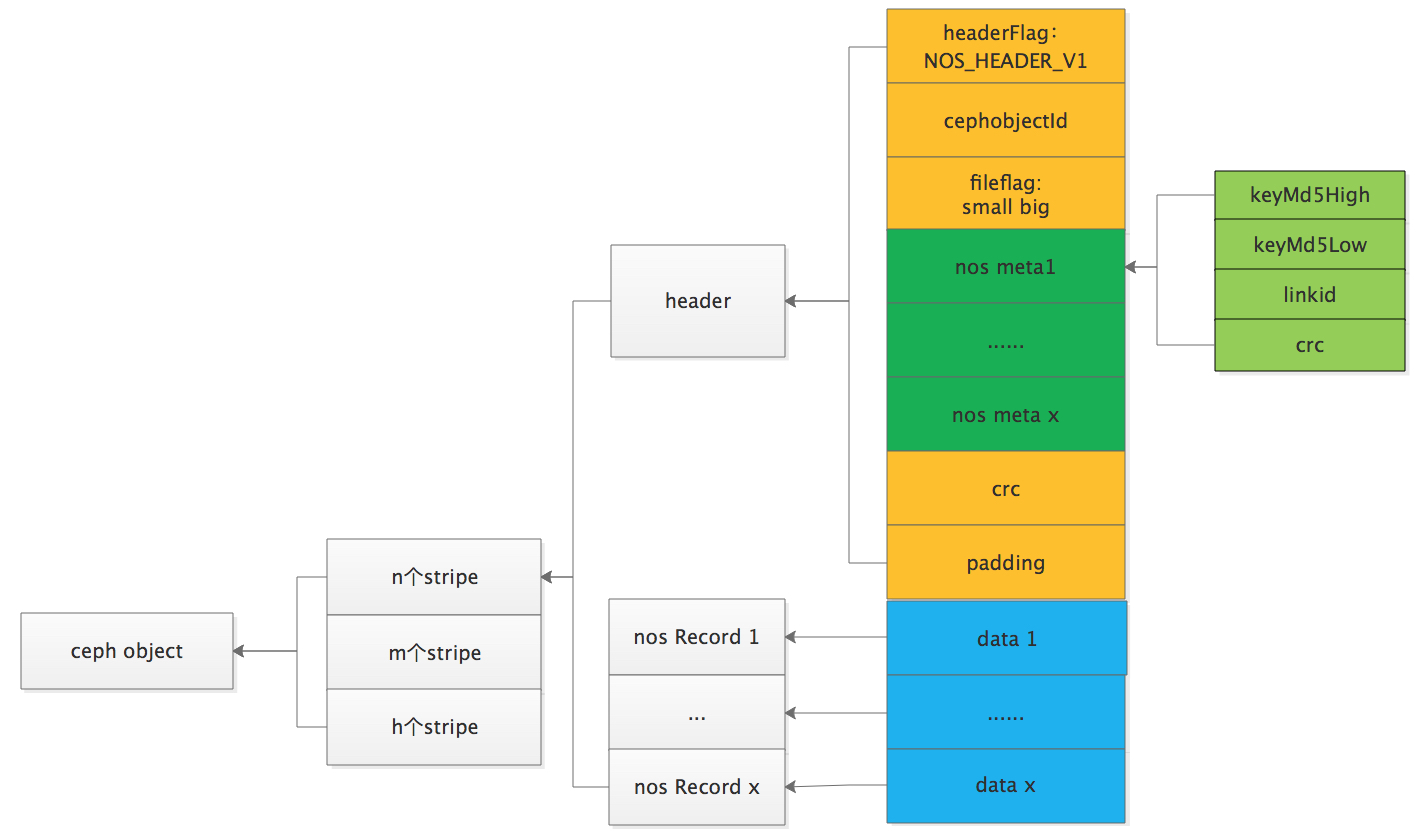 headerFlag:
NOS_HEADER_V1
cephobjectId
fileflag:
small big
nos meta1
......
nos meta x
crc
padding
keyMd5High
keyMd5Low
linkid
crc
header
n个stripe
m个stripe
h个stripe
ceph object
nos Record 1
...
nos Record x
data 1
......
data x